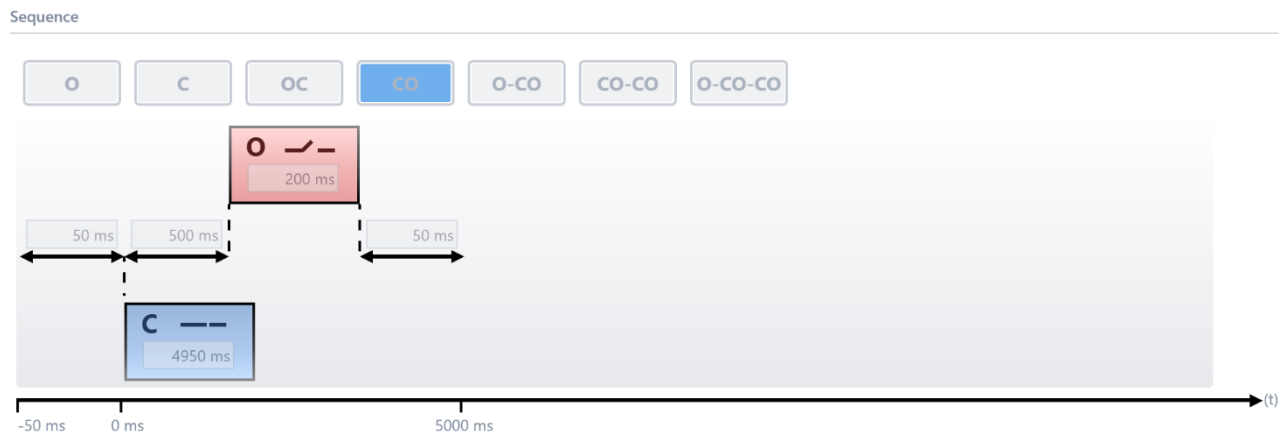 Sequence
O C OC CO O-CO CO-CO O-CO-CO
O
200 ms
50 ms 500 ms 50 ms
C
4950 ms
(t)
-50 ms 0 ms 5000 ms